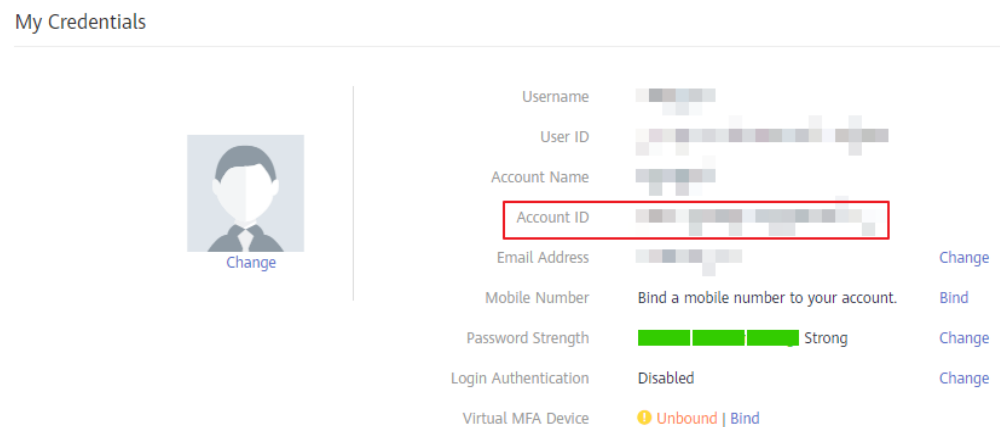 My Credentials
Change
Username
User ID
Account Name
Account ID
Email Address Change
Mobile Number Bind a mobile number to your account. Bind
Password Strength Strong Change
Login Authentication Disabled Change
Virtual MFA Device Unbound | Bind